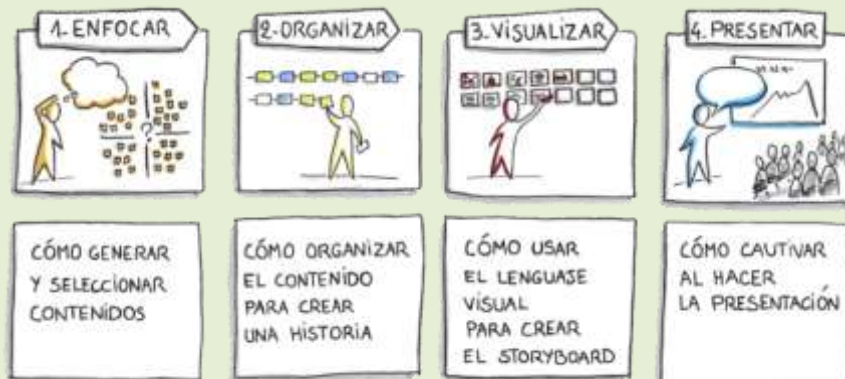 1. ENFOCAR
2-ORGANIZAR
3. VISUALIZAR
4. PRESENTAR
?
CÓMO GENERAR
Y SELECCIONAR
CONTENIDOS
CÓMO ORGANIZAR
EL CONTENIDO
PARA CREAR
UNA HISTORIA
CÓMO USAR
EL LENGUAJE
VISUAL
PARA CREAR
EL STORYBOARD
CÓMO CAUTIVAR
AL HACER
LA PRESENTACIÓN